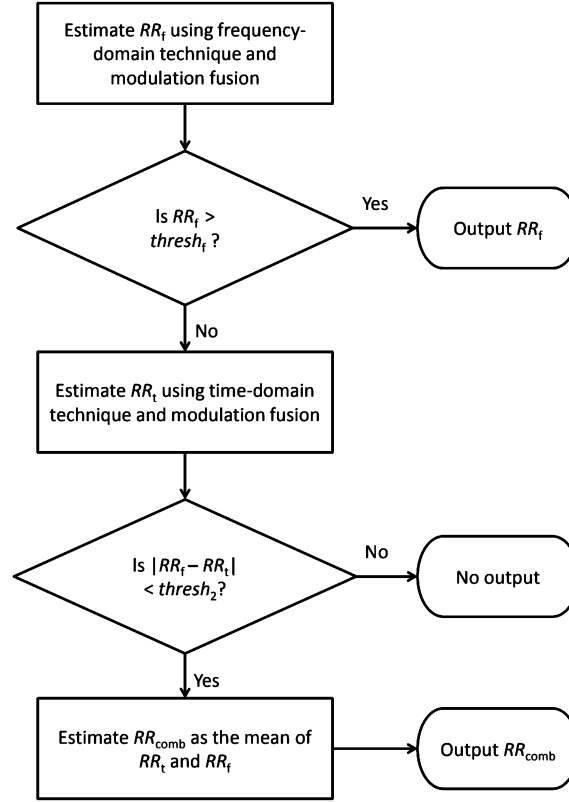 Estimate RRf using frequency-
domain technique and
modulation fusion
Is RRf >
threshf ?
Yes
Output RRf
No
Estimate RRt using time-domain
technique and modulation fusion
Is |RRf – RRt|
< thresh2?
No
No output
Yes
Estimate RRcomb as the mean of
RRt and RRf
Output RRcomb